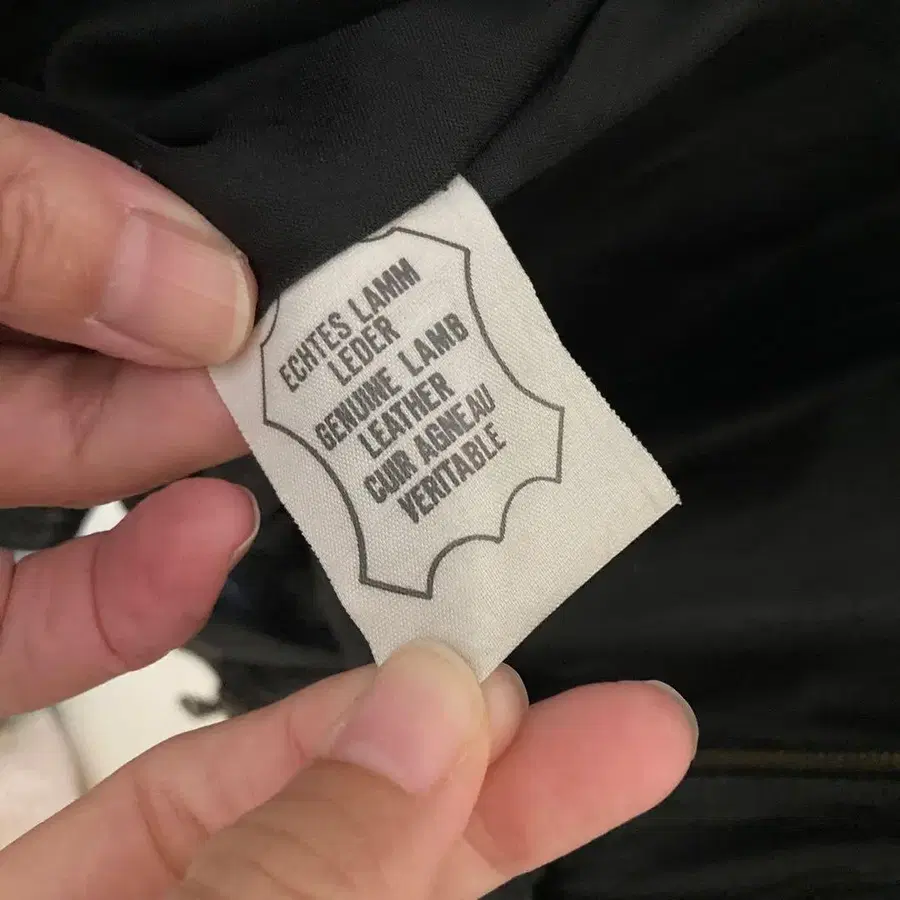 ECHTES LAMM
LEDER
GENUINE LAMB
LEATHER
CUIR AGNEAU
VERITABLE